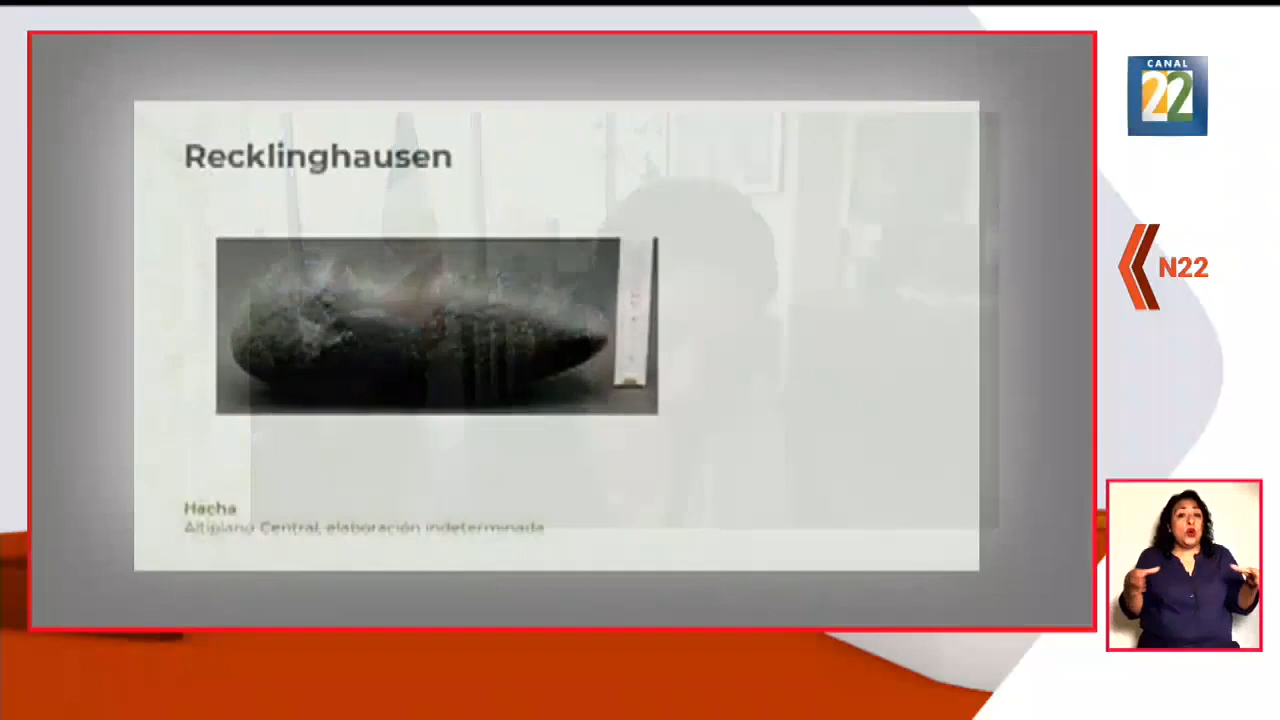 Recklinghausen
Hacha
Altiplano Central, elaboración indeterminada
CANAL
22
N22